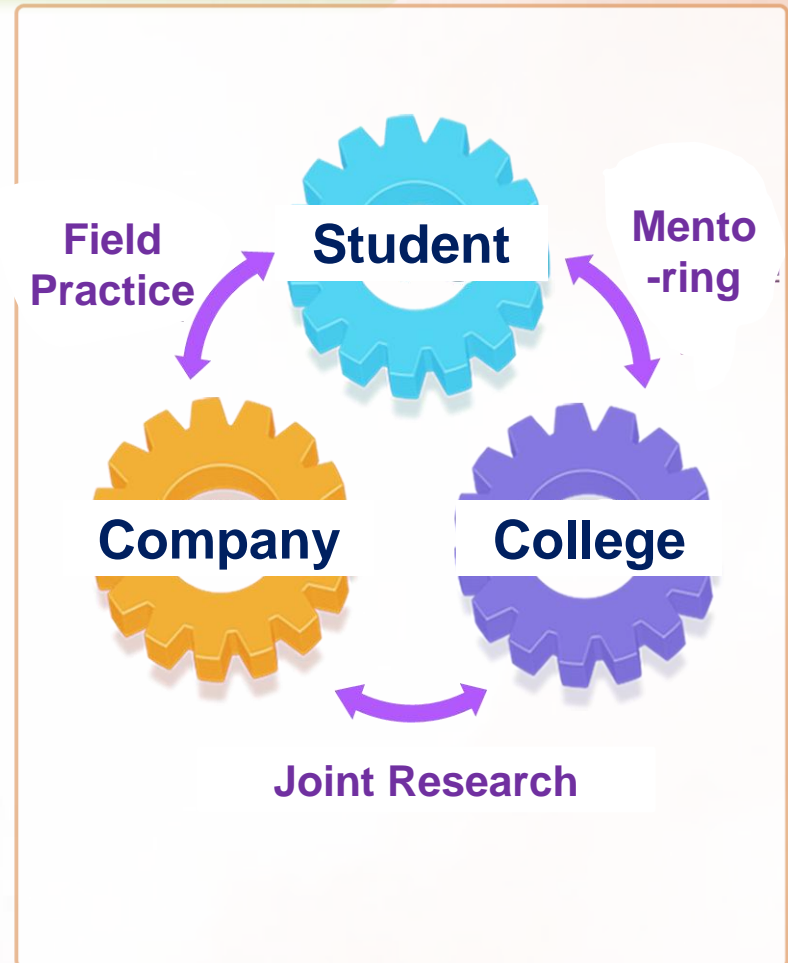 Field
Practice
Student
Mento
-ring
Company
College
Joint Research